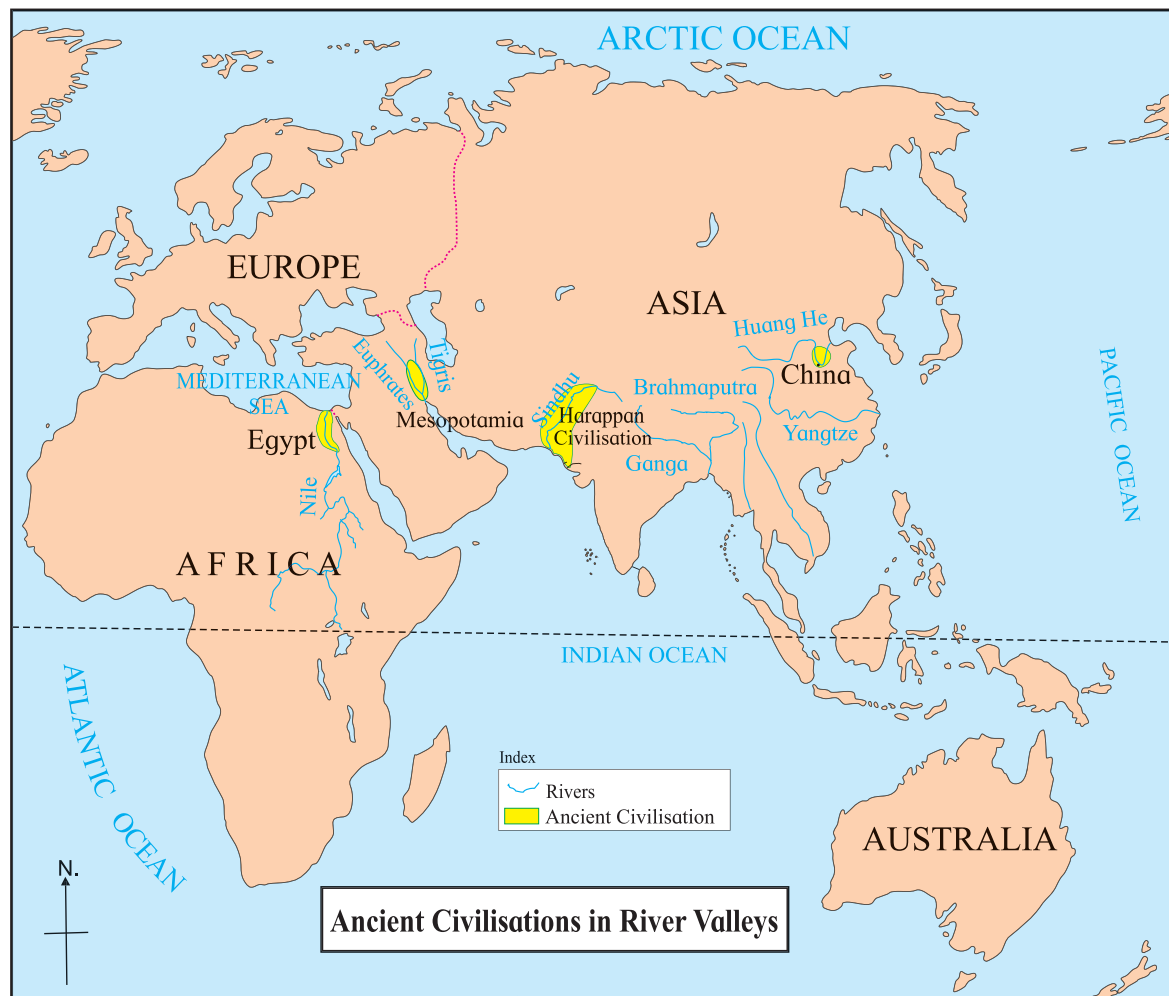 ARCTIC OCEAN
EUROPE
ASIA
Huang He
China
Euphrates
Tigris
MEDITERRANEAN
SEA
Mesopotamia
Sindhu
Harappan
Civilisation
Brahmaputra
Yangtze
Ganga
PACIFIC OCEAN
Egypt
Nile
AFRICA
INDIAN OCEAN
ATLANTIC OCEAN
Index
Rivers
Ancient Civilisation
AUSTRALIA
N.
Ancient Civilisations in River Valleys